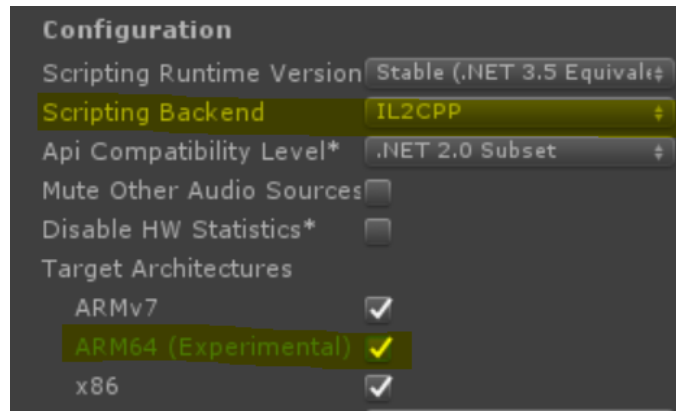 Configuration
Scripting Runtime Version Stable (.NET 3.5 Equivale
Scripting Backend IL2CPP
Api Compatibility Level* .NET 2.0 Subset
Mute Other Audio Sources
Disable HW Statistics*
Target Architectures
ARMv7
ARM64 (Experimental)
x86